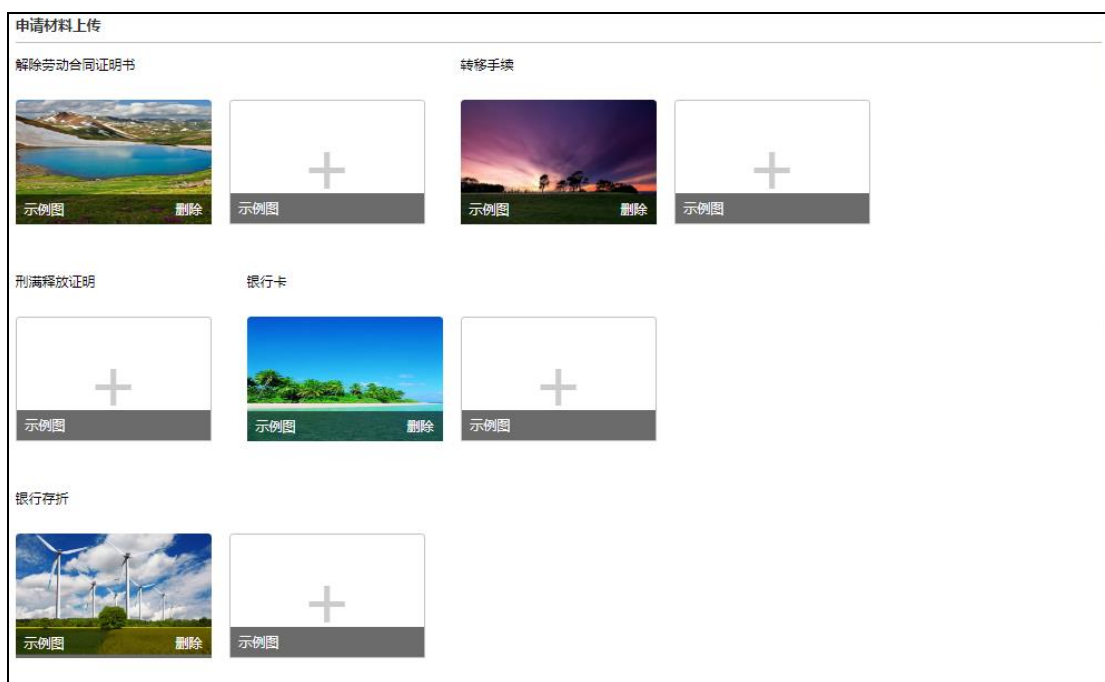 申请材料上传
解除劳动合同证明书 转移手续
示例图 删除 示例图 示例图 删除 示例图
刑满释放证明 银行卡
示例图 示例图 删除 示例图
银行存折
示例图 删除 示例图